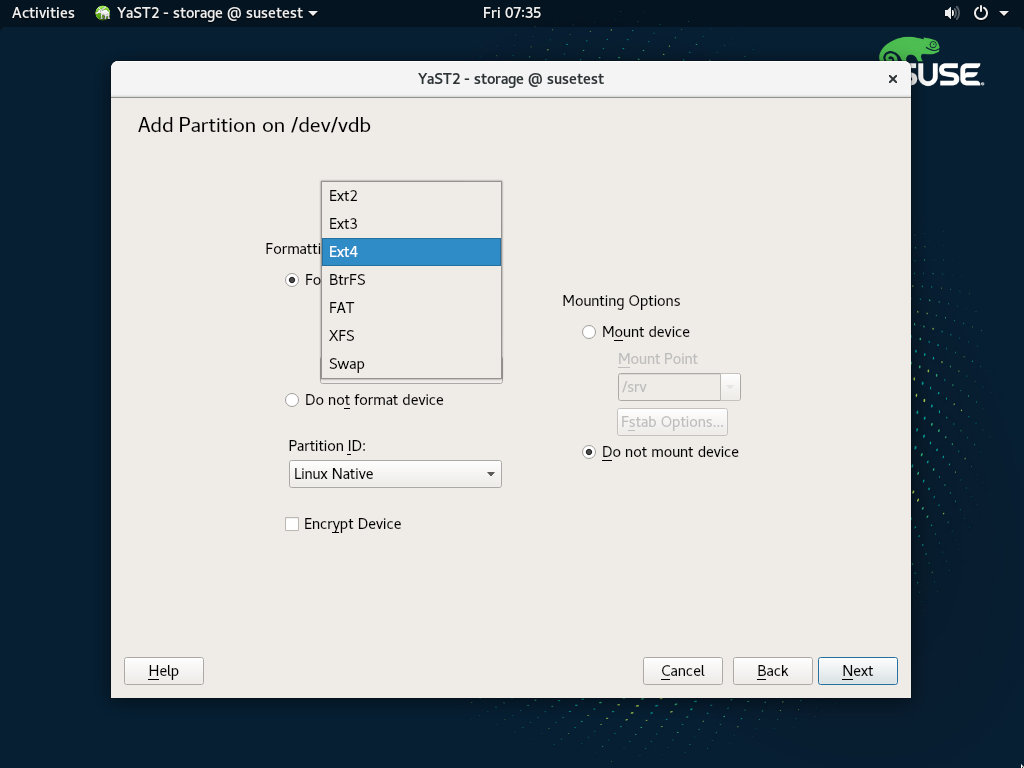 Activities YaST2 - storage @ susetest Fri 07:35
SUSE.
YaST2 - storage @ susetest
Add Partition on /dev/vdb
Ext2
Ext3
Ext4
BtrFS
FAT
XFS
Swap
Do not format device
Partition ID:
Linux Native
Encrypt Device
Mounting Options
Mount device
Mount Point
/srv
Fstab Options...
Do not mount device
Help Cancel Back Next